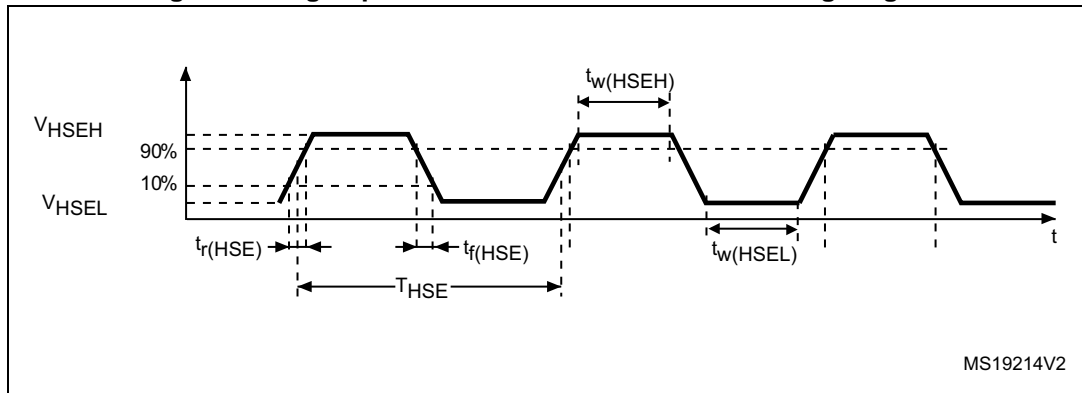 tw(HSEH)
VHSEH
90%
10%
VHSEL
t
tr(HSE)
tf(HSE)
tw(HSEL)
THSE
MS19214V2